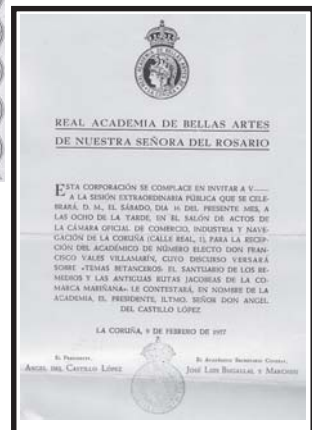 REAL ACADEMIA DE BELLAS ARTES
DE NUESTRA SEÑORA DEL ROSARIO
ESTA CORPORACIÓN SE COMPLACE EN INVITAR A V——
A LA SESIÓN EXTRAORDINARIA PÚBLICA QUE SE CELE-
BRARÁ, D. M., EL SÁBADO, DIA 16 DEL PRESENTE MES, A
LAS OCHO DE LA TARDE, EN EL SALÓN DE ACTOS DE
LA CÁMARA OFICIAL DE COMERCIO, INDUSTRIA Y NAVE-
GACIÓN DE LA CORUÑA (CALLE REAL, 1), PARA LA RECEP-
CIÓN DEL ACADÉMICO DE NÚMERO ELECTO DON FRAN-
CISCO VALES VILLAMARÍN, CUYO DISCURSO VERSARÁ
SOBRE «TEMAS BETANCEIROS: EL SANTUARIO DE LOS RE-
MEDIOS Y LAS ANTIGUAS RUTAS JACOBEAS DE LA CO-
MARCA MARIÑANA». LE CONTESTARÁ, EN NOMBRE DE LA
ACADEMIA, EL PRESIDENTE, ILTMO. SEÑOR DON ANGEL
DEL CASTILLO LÓPEZ
LA CORUÑA, 9 DE FEBRERO DE 1957
EL PRESIDENTE, EL ACADÉMICO SECRETARIO GENERAL,
ANGEL DEL CASTILLO LÓPEZ JOSÉ LUIS BUGALLAL Y MARCHESI